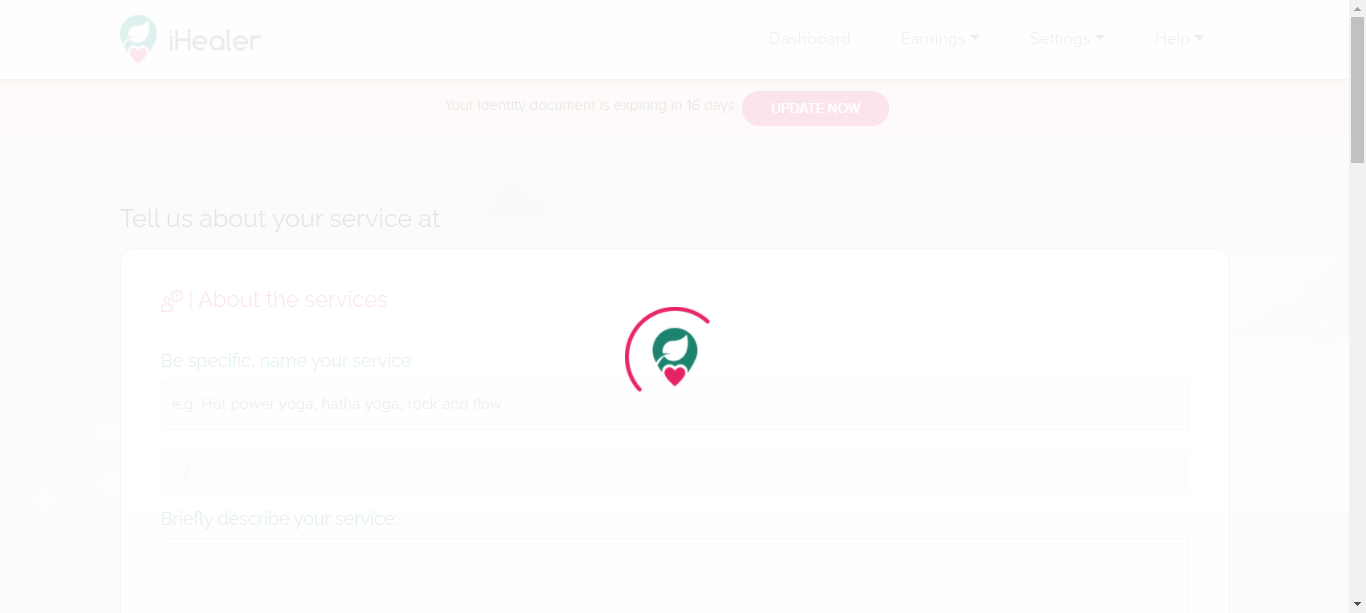 iHealer
Dashboard Earnings Settings Help
Your identity document is expiring in 16 days. UPDATE NOW
Tell us about your service at
| About the services
Be specific, name your service :
e.g. Hot power yoga, hatha yoga, rock and flow
/
Briefly describe your service: